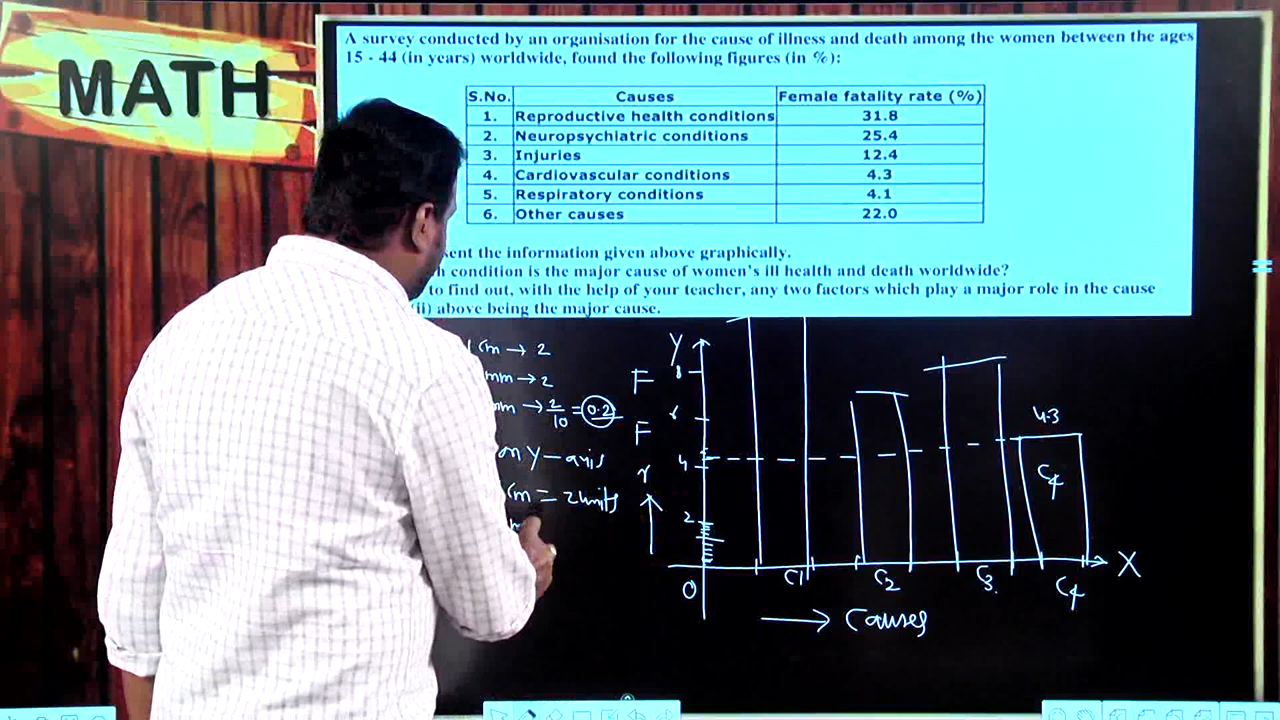 MATH
A survey conducted by an organisation for the cause of illness and death among the women between the ages
15 - 44 (in years) worldwide, found the following figures (in %):
S.No. Causes Female fatality rate (%)
1. Reproductive health conditions 31.8
2. Neuropsychiatric conditions 25.4
3. Injuries 12.4
4. Cardiovascular conditions 4.3
5. Respiratory conditions 4.1
6. Other causes 22.0
the information given above graphically.
condition is the major cause of women's ill health and death worldwide?
to find out, with the help of your teacher, any two factors which play a major role in the cause
above being the major cause.
cm → 2
mm → 2
mm → 2/10 = 0.2
on Y-axis
cm = 2 units
Y
8
F
6
F
4
r
2
O
X
4.3
C4
C1
C2
C3
C4
→ Causes